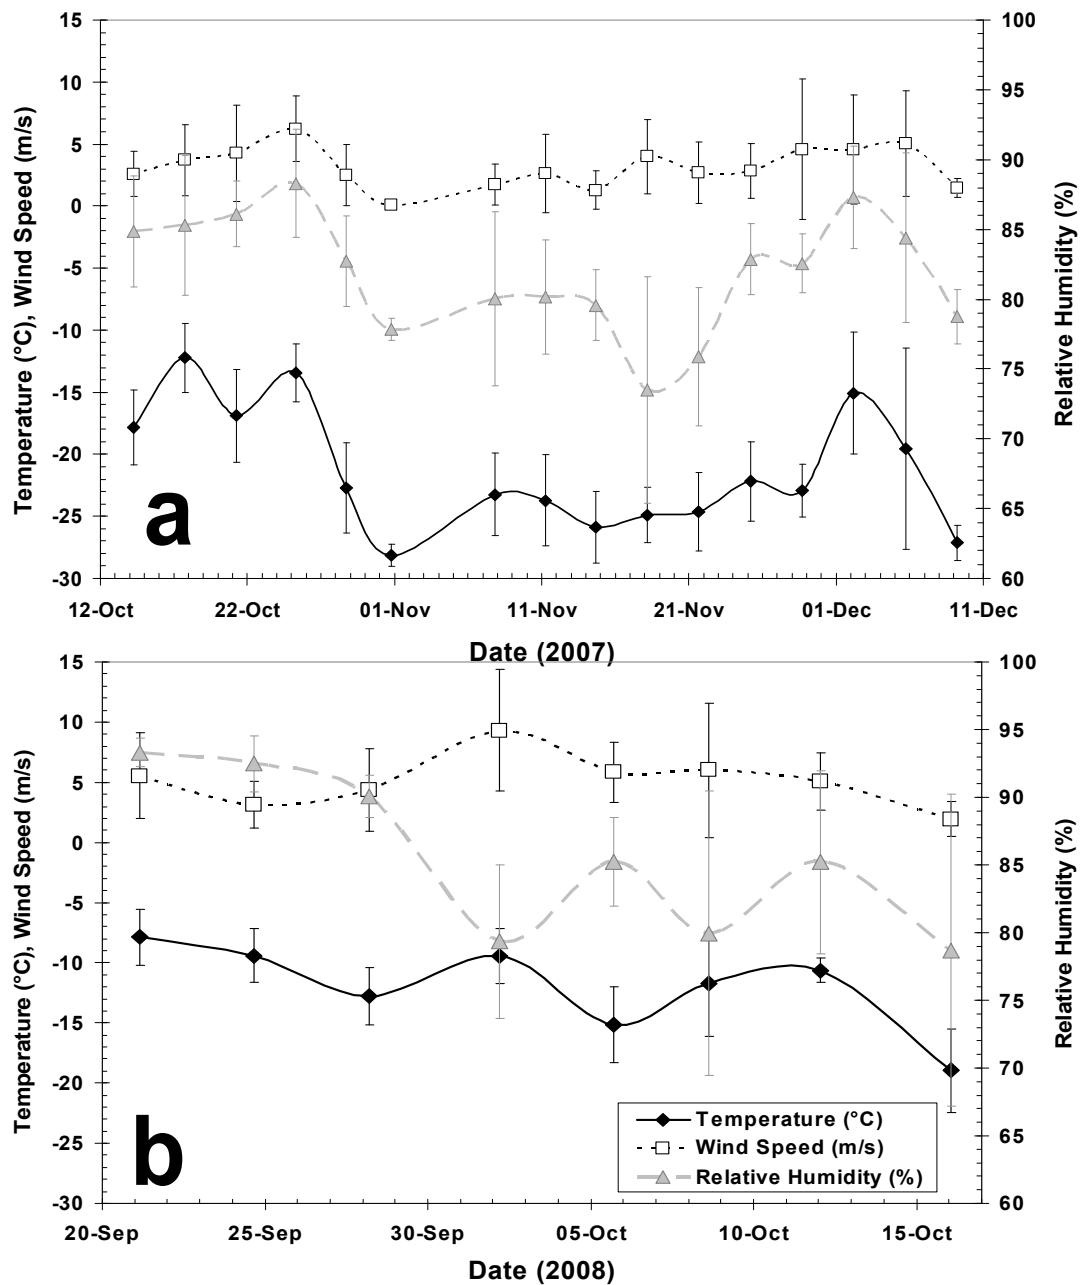 15
10
5
0
-5
-10
-15
-20
-25
-30
Temperature (°C), Wind Speed (m/s)
100
95
90
85
80
75
70
65
60
Relative Humidity (%)
a
12-Oct 22-Oct 01-Nov 11-Nov 21-Nov 01-Dec 11-Dec
Date (2007)
15
10
5
0
-5
-10
-15
-20
-25
-30
Temperature (°C), Wind Speed (m/s)
100
95
90
85
80
75
70
65
60
Relative Humidity (%)
b
Temperature (°C)
Wind Speed (m/s)
Relative Humidity (%)
20-Sep 25-Sep 30-Sep 05-Oct 10-Oct 15-Oct
Date (2008)